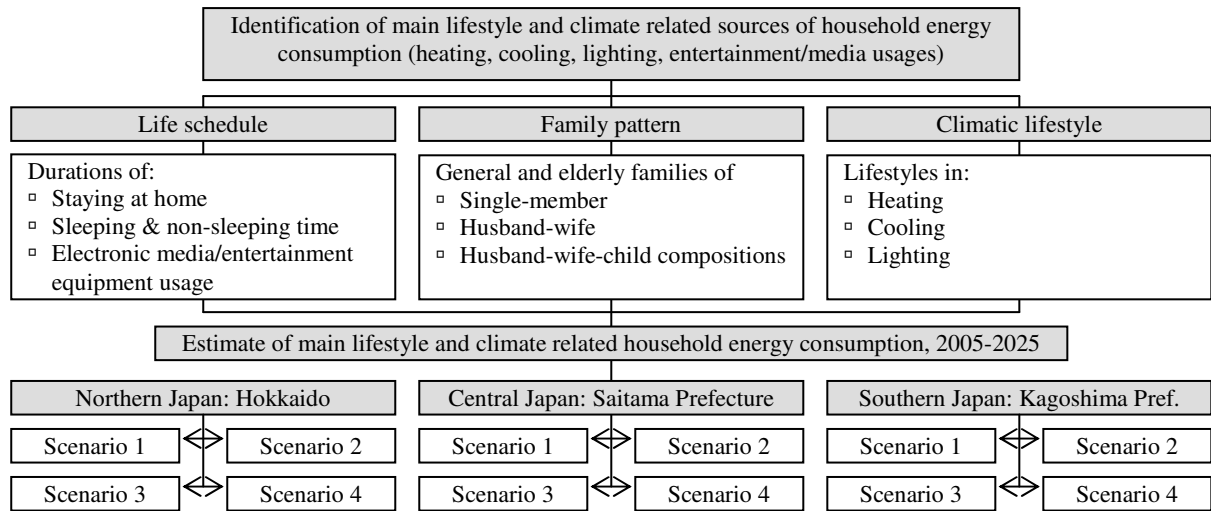 Identification of main lifestyle and climate related sources of household energy
consumption (heating, cooling, lighting, entertainment/media usages)
Life schedule
Durations of:
Staying at home
Sleeping & non-sleeping time
Electronic media/entertainment
equipment usage
Family pattern
General and elderly families of
Single-member
Husband-wife
Husband-wife-child compositions
Climatic lifestyle
Lifestyles in:
Heating
Cooling
Lighting
Estimate of main lifestyle and climate related household energy consumption, 2005-2025
Northern Japan: Hokkaido
Scenario 1
Scenario 2
Scenario 3
Scenario 4
Central Japan: Saitama Prefecture
Scenario 1
Scenario 2
Scenario 3
Scenario 4
Southern Japan: Kagoshima Pref.
Scenario 1
Scenario 2
Scenario 3
Scenario 4